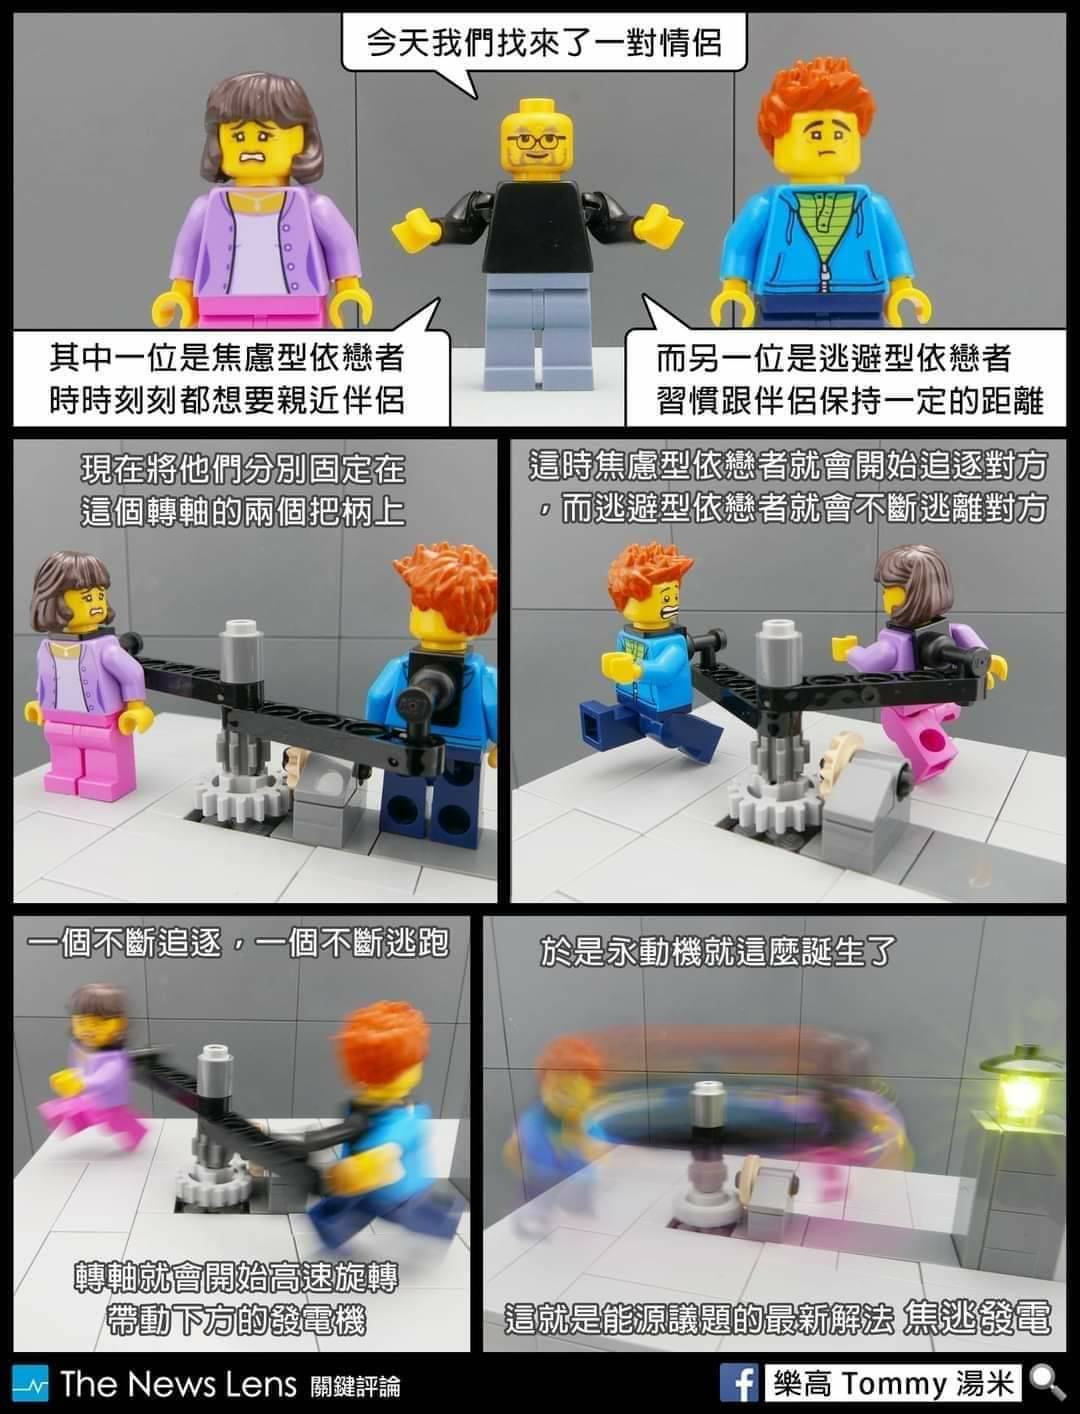 今天我們找來了一對情侶
其中一位是焦慮型依戀者
時時刻刻都想要親近伴侶
而另一位是逃避型依戀者
習慣跟伴侶保持一定的距離
現在將他們分別固定在
這個轉軸的兩個把柄上
這時焦慮型依戀者就會開始追逐對方
，而逃避型依戀者就會不斷逃離對方
一個不斷追逐，一個不斷逃跑
轉軸就會開始高速旋轉
帶動下方的發電機
於是永動機就這麼誕生了
這就是能源議題的最新解法 焦逃發電
The News Lens 關鍵評論
f 樂高 Tommy 湯米